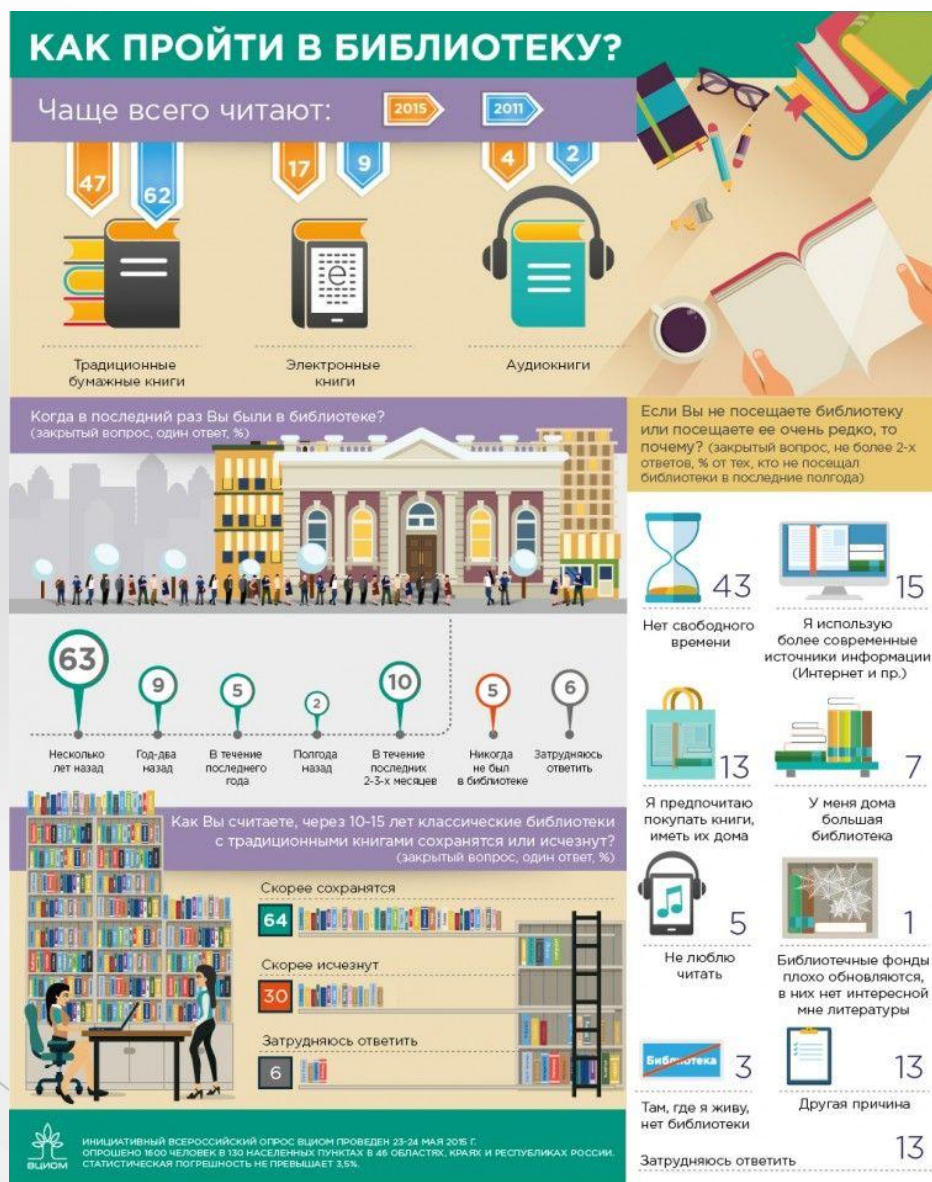 КАК ПРОЙТИ В БИБЛИОТЕКУ?
Чаще всего читают:
2015
2011
47
62
17
9
4
2
Традиционные
бумажные книги
Электронные
книги
Аудиокниги
Когда в последний раз Вы были в библиотеке?
(закрытый вопрос, один ответ, %)
63
9
5
2
10
5
6
Несколько
лет назад
Год-два
назад
В течение
последнего
года
Полгода
назад
В течение
последних
2-3-х месяцев
Никогда
не был
в библиотеке
Затрудняюсь
ответить
Как Вы считаете, через 10-15 лет классические библиотеки
с традиционными книгами сохранятся или исчезнут?
(закрытый вопрос, один ответ, %)
Скорее сохранятся
64
Скорее исчезнут
30
Затрудняюсь ответить
6
Если Вы не посещаете библиотеку
или посещаете ее очень редко, то
почему? (закрытый вопрос, не более 2-х
ответов, % от тех, кто не посещал
библиотеки в последние полгода)
43
Нет свободного
времени
15
Я использую
более современные
источники информации
(Интернет и пр.)
13
Я предпочитаю
покупать книги,
иметь их дома
7
У меня дома
большая
библиотека
5
Не люблю
читать
1
Библиотечные фонды
плохо обновляются,
в них нет интересной
мне литературы
Библиотека
3
Там, где я живу,
нет библиотеки
13
Другая причина
Затрудняюсь ответить 13
ВЦИОМ
ИНИЦИАТИВНЫЙ ВСЕРОССИЙСКИЙ ОПРОС ВЦИОМ ПРОВЕДЕН 23-24 МАЯ 2015 Г.
ОПРОШЕНО 1600 ЧЕЛОВЕК В 130 НАСЕЛЕННЫХ ПУНКТАХ В 46 ОБЛАСТЯХ, КРАЯХ И РЕСПУБЛИКАХ РОССИИ.
СТАТИСТИЧЕСКАЯ ПОГРЕШНОСТЬ НЕ ПРЕВЫШАЕТ 3,5%.